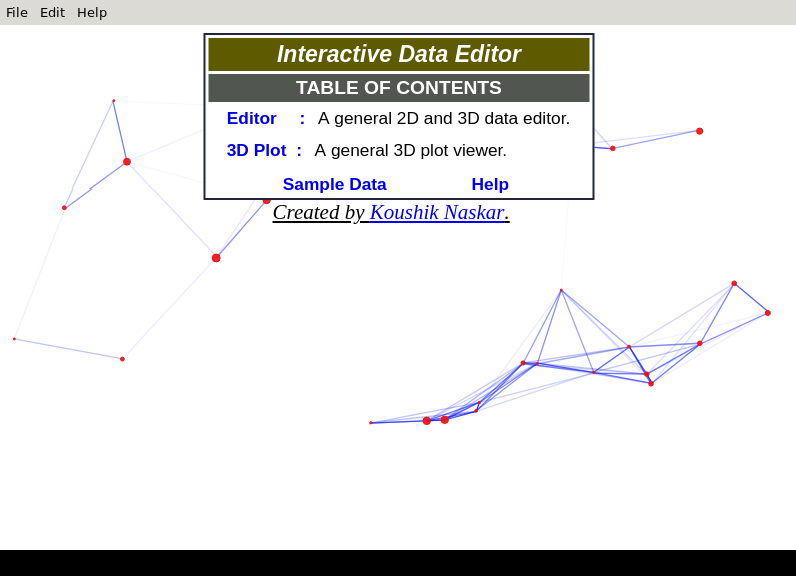 File Edit Help
Interactive Data Editor
TABLE OF CONTENTS
Editor : A general 2D and 3D data editor.
3D Plot : A general 3D plot viewer.
Sample Data Help
Created by Koushik Naskar.